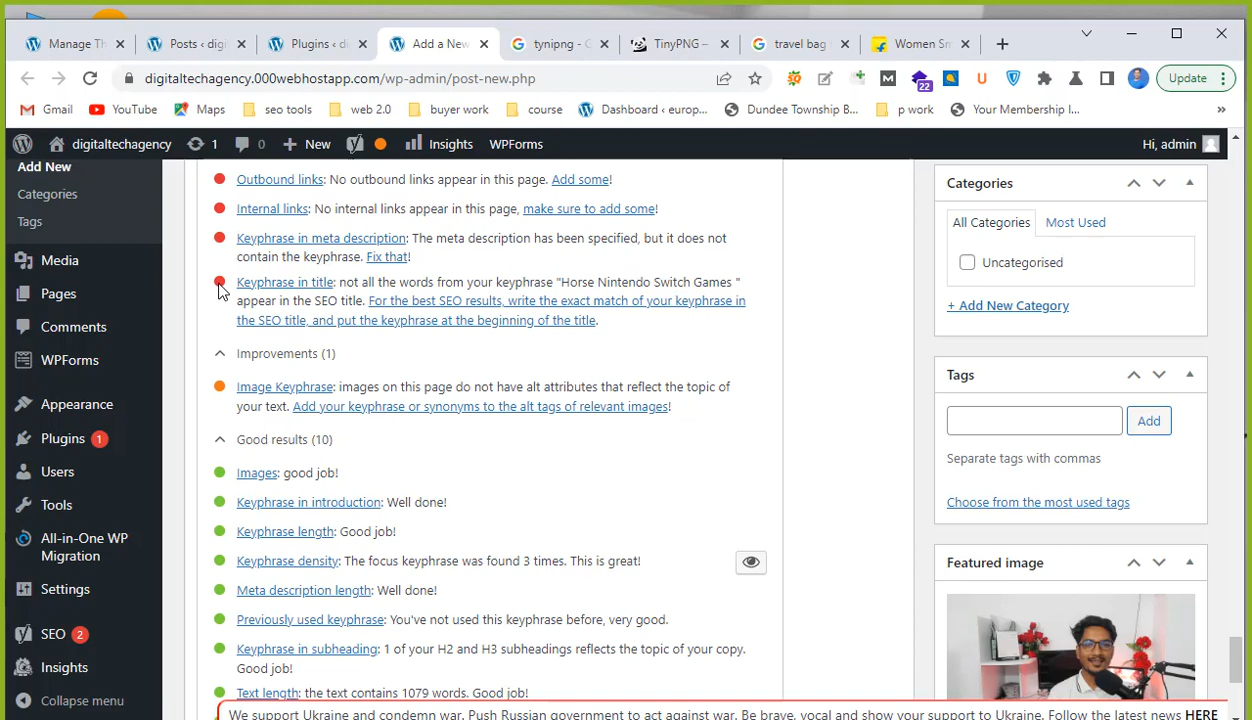 Manage Th
Posts ‹ digi
Plugins ‹ di
Add a New
tynipng - G
TinyPNG –
travel bag
Women Sm
digitaltechagency.000webhostapp.com/wp-admin/post-new.php
22
Update
Gmail
YouTube
Maps
seo tools
web 2.0
buyer work
course
Dashboard ‹ europ...
Dundee Township B...
p work
Your Membership I...
»
digitaltechagency
1
0
New
Insights
WPForms
Hi, admin
Add New
Categories
Tags
Media
Pages
Comments
WPForms
Appearance
Plugins 1
Users
Tools
All-in-One WP
Migration
Settings
SEO 2
Insights
Collapse menu
Outbound links: No outbound links appear in this page. Add some!
Internal links: No internal links appear in this page, make sure to add some!
Keyphrase in meta description: The meta description has been specified, but it does not
contain the keyphrase. Fix that!
Keyphrase in title: not all the words from your keyphrase "Horse Nintendo Switch Games "
appear in the SEO title. For the best SEO results, write the exact match of your keyphrase in
the SEO title, and put the keyphrase at the beginning of the title.
Improvements (1)
Image Keyphrase: images on this page do not have alt attributes that reflect the topic of
your text. Add your keyphrase or synonyms to the alt tags of relevant images!
Good results (10)
Images: good job!
Keyphrase in introduction: Well done!
Keyphrase length: Good job!
Keyphrase density: The focus keyphrase was found 3 times. This is great!
Meta description length: Well done!
Previously used keyphrase: You've not used this keyphrase before, very good.
Keyphrase in subheading: 1 of your H2 and H3 subheadings reflects the topic of your copy.
Good job!
Text length: the text contains 1079 words. Good job!
Categories
All Categories
Most Used
Uncategorised
+ Add New Category
Tags
Add
Separate tags with commas
Choose from the most used tags
Featured image
We support Ukraine and condemn war. Push Russian government to act against war. Be brave, vocal and show your support to Ukraine. Follow the latest news HERE